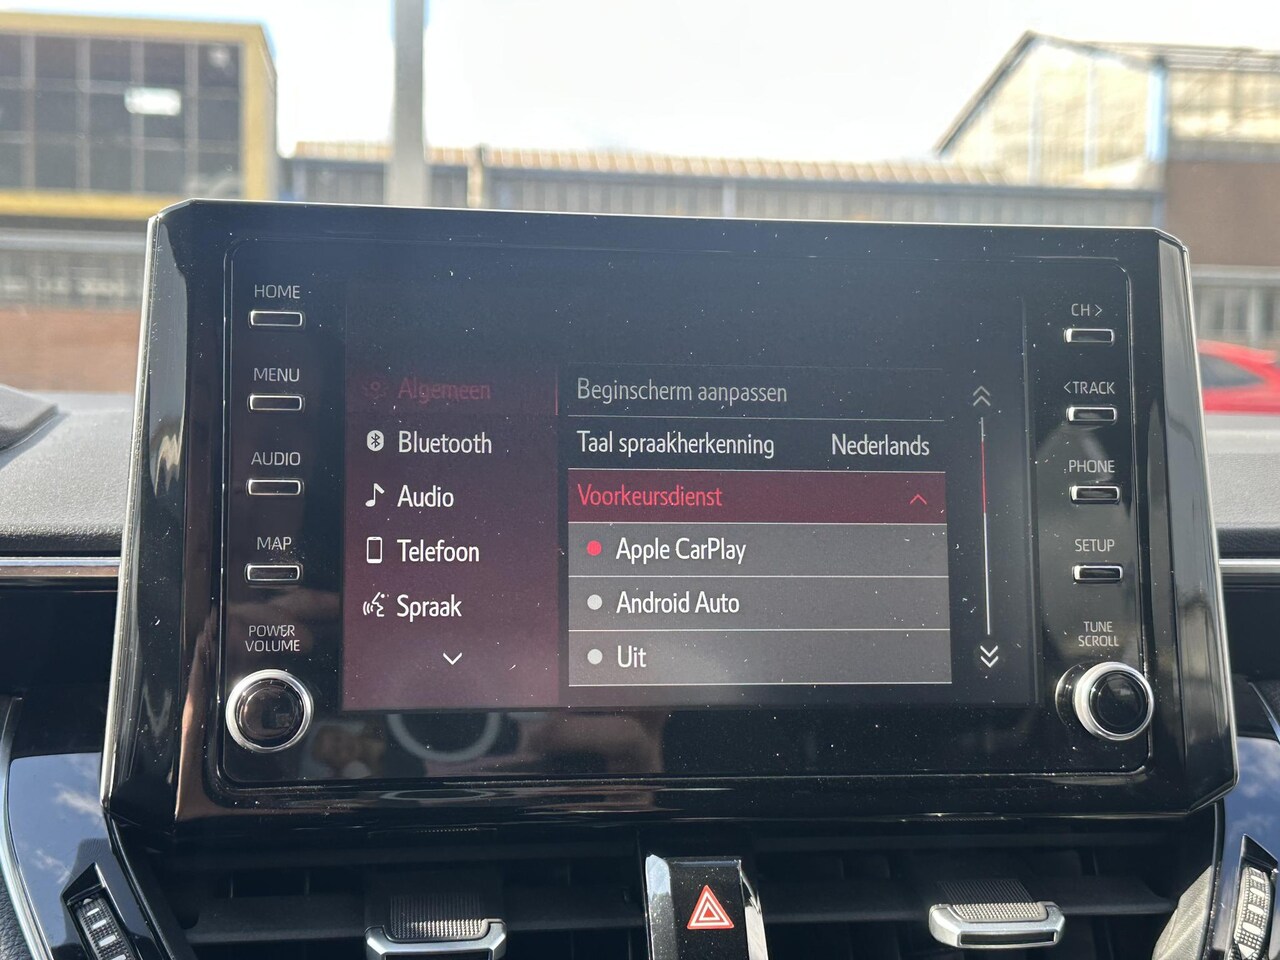 HOME
MENU
AUDIO
MAP
POWER
VOLUME
Algemeen
Bluetooth
Audio
Telefoon
Spraak
Beginscherm aanpassen
Taal spraakherkenning Nederlands
Voorkeursdienst
Apple CarPlay
Android Auto
Uit
CH >
< TRACK
PHONE
SETUP
TUNE
SCROLL